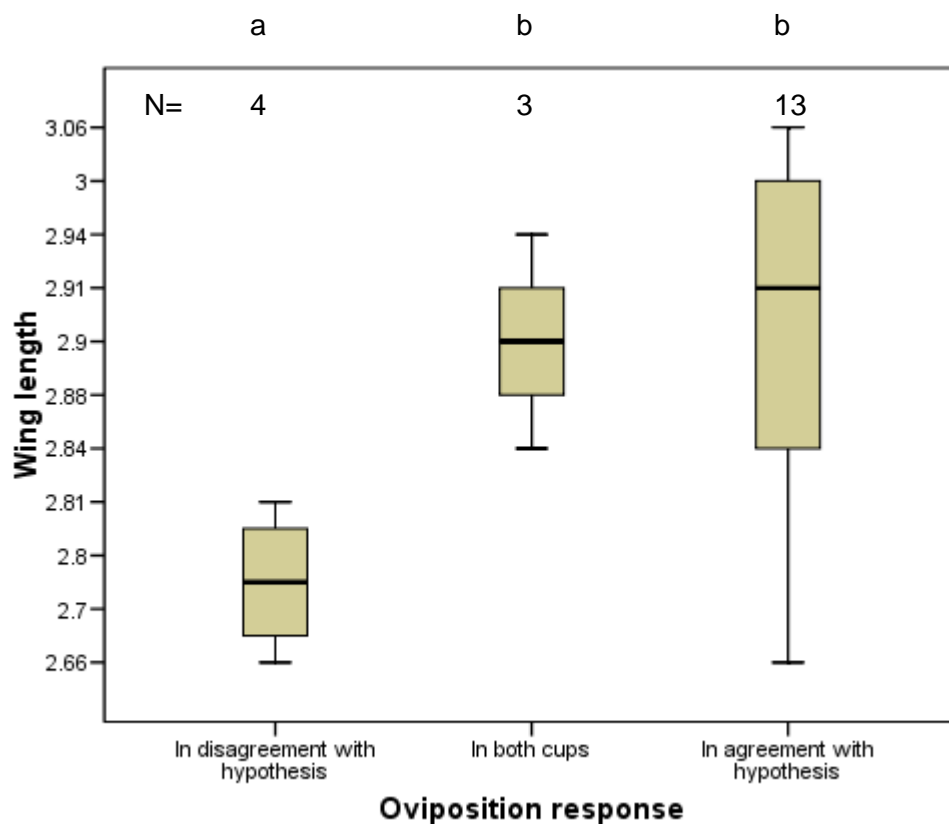 a b b
N= 4 3 13
3.06
3
2.94
2.91
2.9
2.88
2.84
2.81
2.8
2.7
2.66
Wing length
In disagreement with
hypothesis
In both cups
In agreement with
hypothesis
Oviposition response